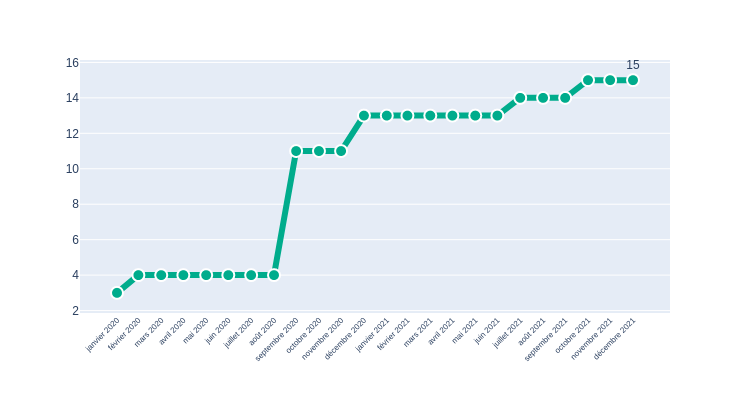 15
16
14
12
10
8
6
4
2
janvier 2020
février 2020
mars 2020
avril 2020
mai 2020
juin 2020
juillet 2020
août 2020
septembre 2020
octobre 2020
novembre 2020
décembre 2020
janvier 2021
février 2021
mars 2021
avril 2021
mai 2021
juin 2021
juillet 2021
août 2021
septembre 2021
octobre 2021
novembre 2021
décembre 2021